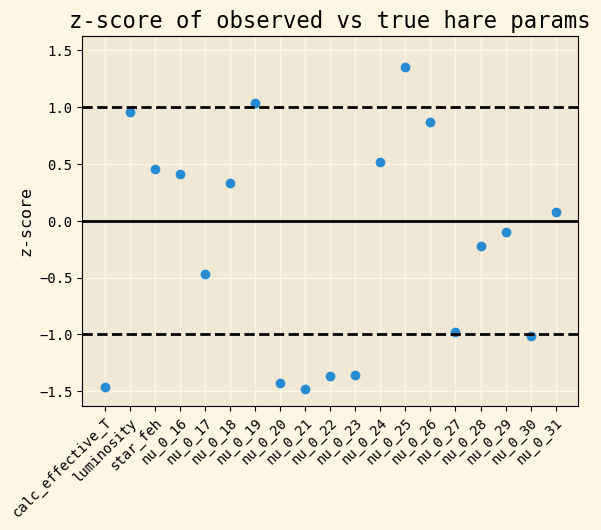 z-score of observed vs true hare params
z-score
1.5
1.0
0.5
0.0
−0.5
−1.0
−1.5
calc_effective_T
luminosity
star_feh
nu_0_16
nu_0_17
nu_0_18
nu_0_19
nu_0_20
nu_0_21
nu_0_22
nu_0_23
nu_0_24
nu_0_25
nu_0_26
nu_0_27
nu_0_28
nu_0_29
nu_0_30
nu_0_31